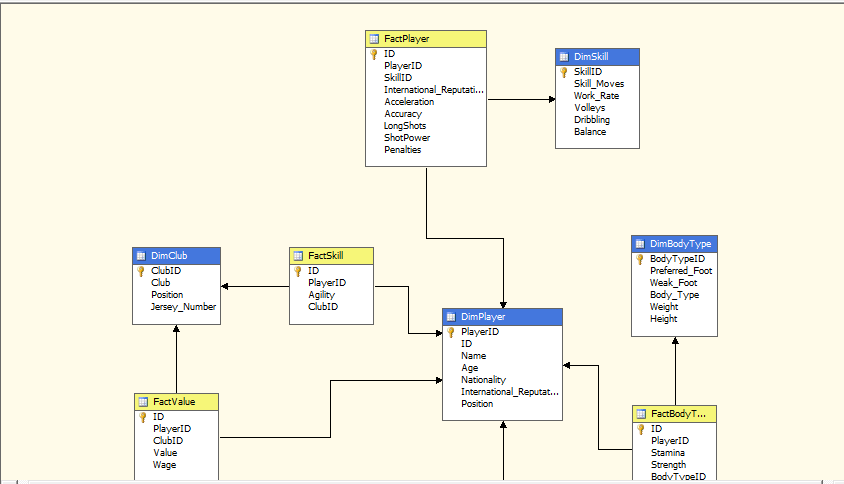 FactPlayer
ID
PlayerID
SkillID
International_Reputati...
Acceleration
Accuracy
LongShots
ShotPower
Penalties
DimSkill
SkillID
Skill_Moves
Work_Rate
Volleys
Dribbling
Balance
DimClub
ClubID
Club
Position
Jersey_Number
FactSkill
ID
PlayerID
Agility
ClubID
DimBodyType
BodyTypeID
Preferred_Foot
Weak_Foot
Body_Type
Weight
Height
DimPlayer
PlayerID
ID
Name
Age
Nationality
International_Reputat...
Position
FactValue
ID
PlayerID
ClubID
Value
Wage
FactBodyT...
ID
PlayerID
Stamina
Strength
BodyTypeID